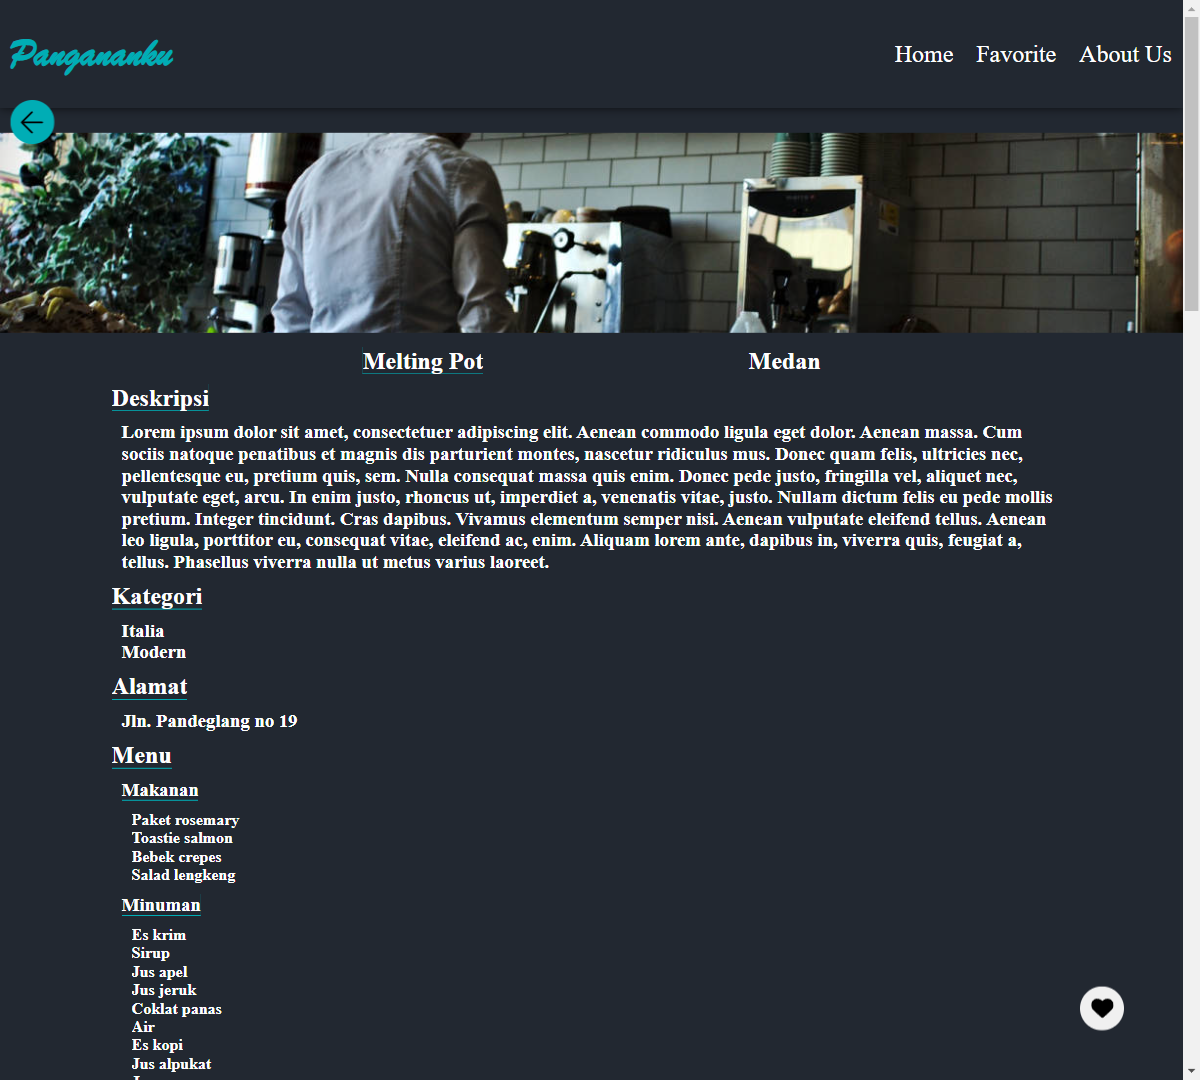 Pangananku
Home Favorite About Us
Melting Pot Medan
Deskripsi
Lorem ipsum dolor sit amet, consectetuer adipiscing elit. Aenean commodo ligula eget dolor. Aenean massa. Cum
sociis natoque penatibus et magnis dis parturient montes, nascetur ridiculus mus. Donec quam felis, ultricies nec,
pellentesque eu, pretium quis, sem. Nulla consequat massa quis enim. Donec pede justo, fringilla vel, aliquet nec,
vulputate eget, arcu. In enim justo, rhoncus ut, imperdiet a, venenatis vitae, justo. Nullam dictum felis eu pede mollis
pretium. Integer tincidunt. Cras dapibus. Vivamus elementum semper nisi. Aenean vulputate eleifend tellus. Aenean
leo ligula, porttitor eu, consequat vitae, eleifend ac, enim. Aliquam lorem ante, dapibus in, viverra quis, feugiat a,
tellus. Phasellus viverra nulla ut metus varius laoreet.
Kategori
Italia
Modern
Alamat
Jln. Pandeglang no 19
Menu
Makanan
Paket rosemary
Toastie salmon
Bebek crepes
Salad lengkeng
Minuman
Es krim
Sirup
Jus apel
Jus jeruk
Coklat panas
Air
Es kopi
Jus alpukat